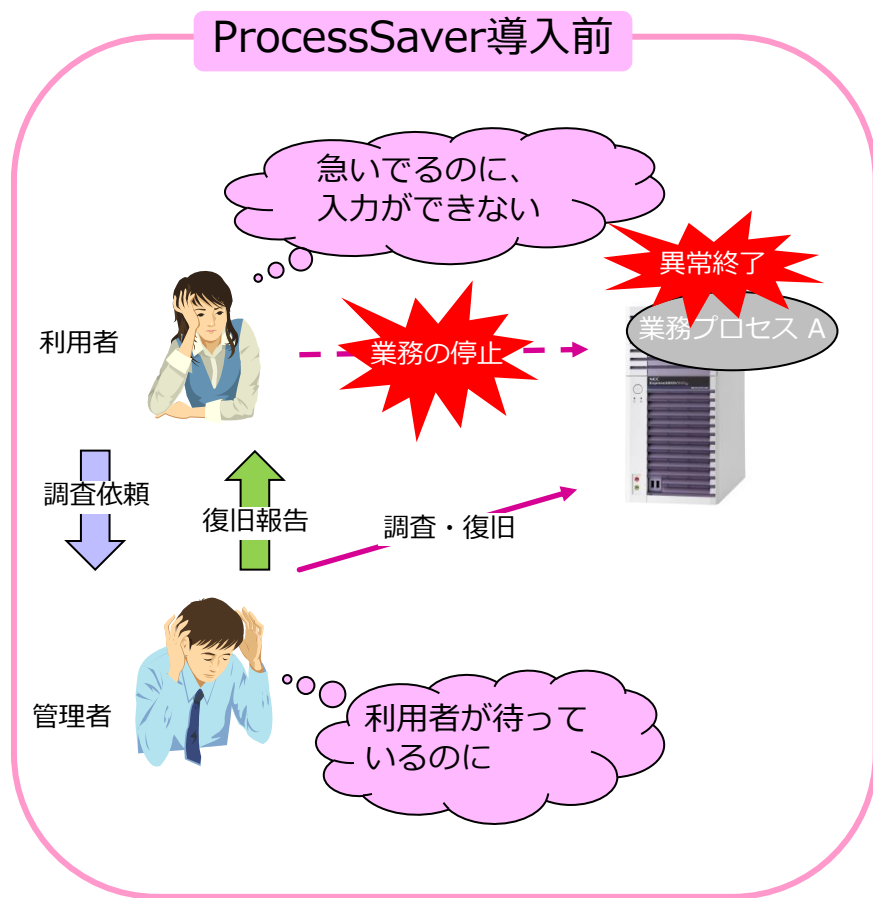 ProcessSaver導入前
急いでるのに、
入力ができない
異常終了
業務プロセス A
利用者
業務の停止
調査依頼
復旧報告
調査・復旧
管理者
利用者が待って
いるのに